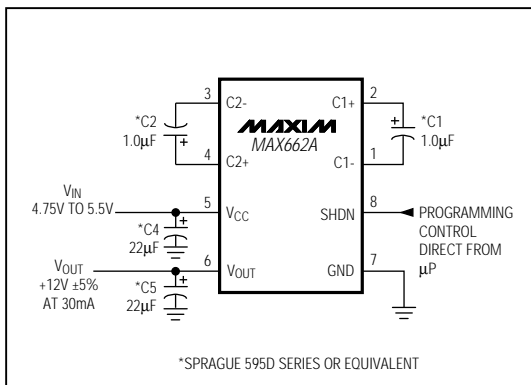 3 C2- C1+ 2
*C2 MAXIM *C1
1.0μF MAX662A 1.0μF
4 C2+ C1- 1
VIN
4.75V TO 5.5V
5 VCC SHDN 8 PROGRAMMING
CONTROL
DIRECT FROM
μP
*C4
22μF
VOUT
+12V ±5%
AT 30mA
6 VOUT GND 7
*C5
22μF
*SPRAGUE 595D SERIES OR EQUIVALENT